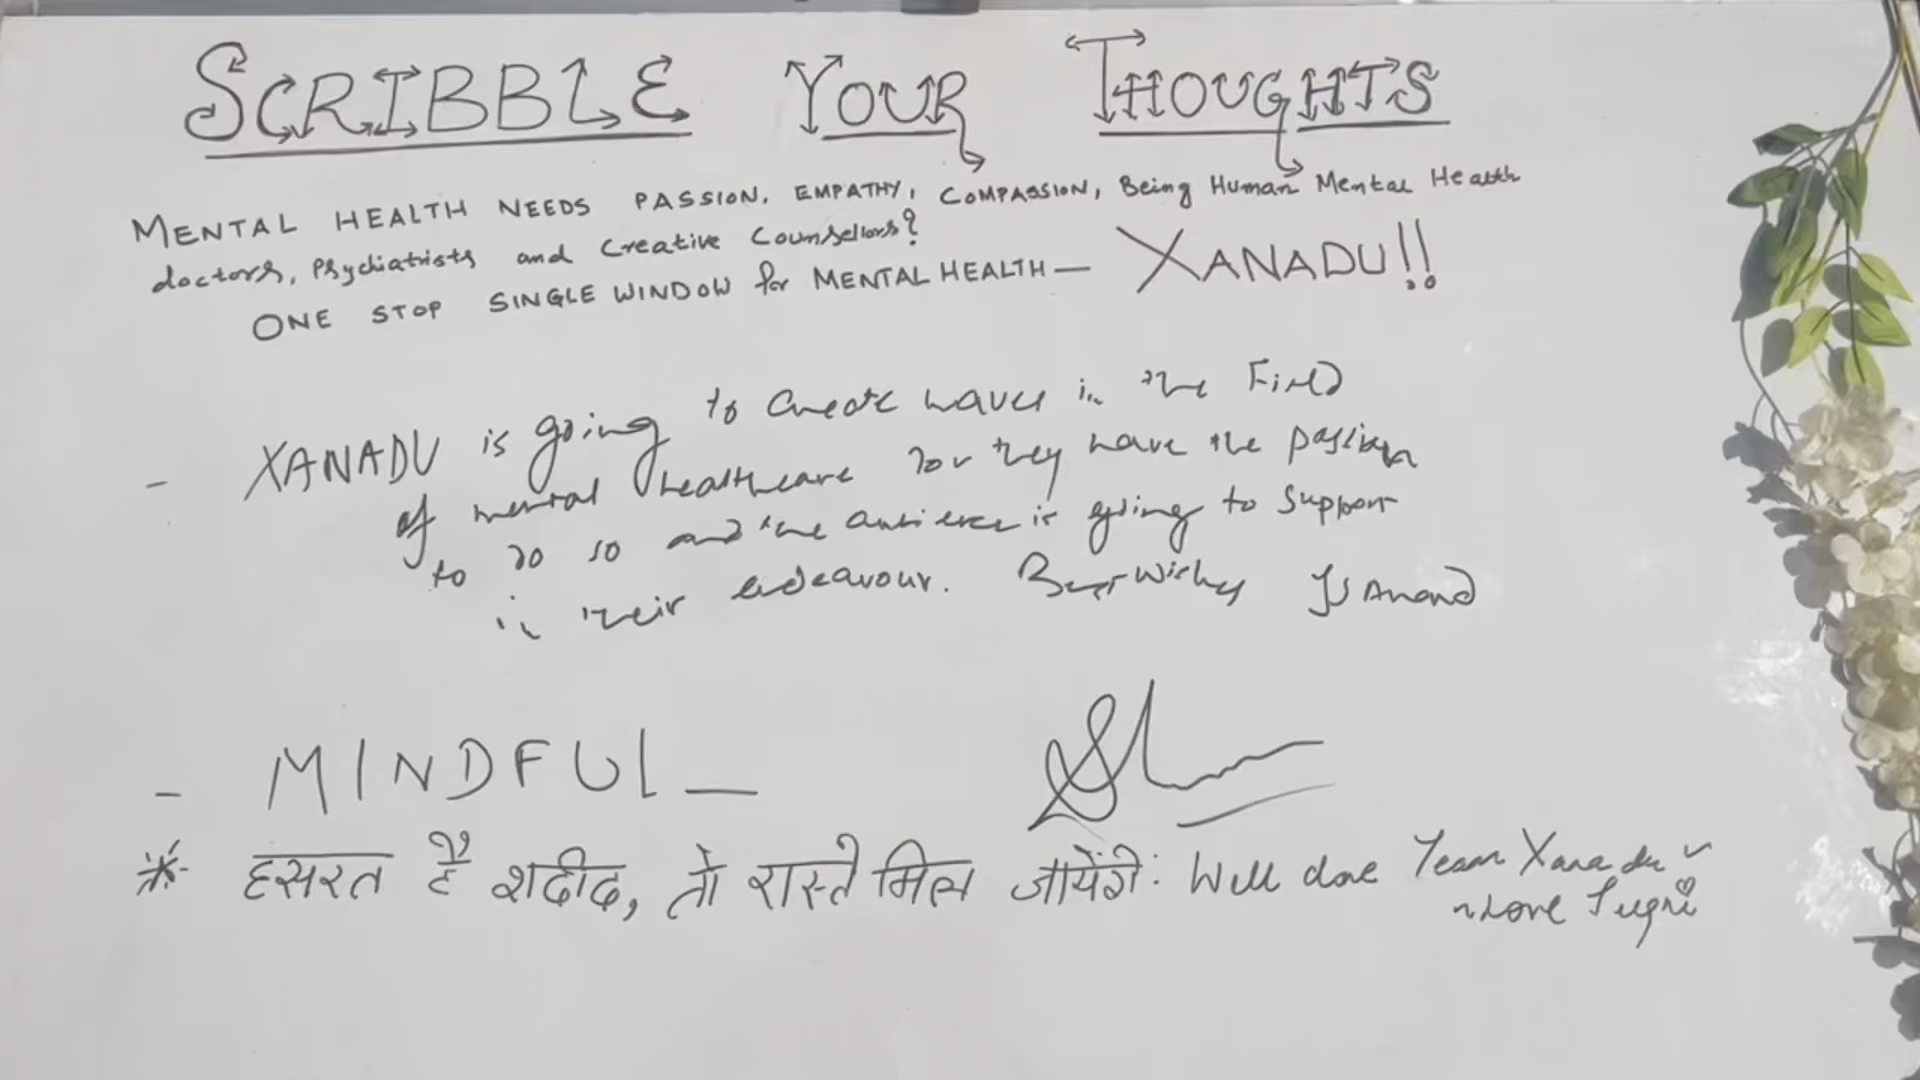 SCRIBBLE YOUR THOUGHTS
MENTAL HEALTH NEEDS PASSION, EMPATHY, COMPASSION, Being Human Mental Health
doctors, Psychiatrists and Creative Counsellors?
ONE STOP SINGLE WINDOW for MENTAL HEALTH — XANADU!!
- XANADU is going to create waves in the Field
of mental healthcare for they have the passion
to do so and the audience is going to support
in their endeavour. Best Wishes JS Anand
- MINDFUL —
* हसरत है शदीद, तो रास्ते मिल जायेंगे: Well done Team Xanadu
~ Love